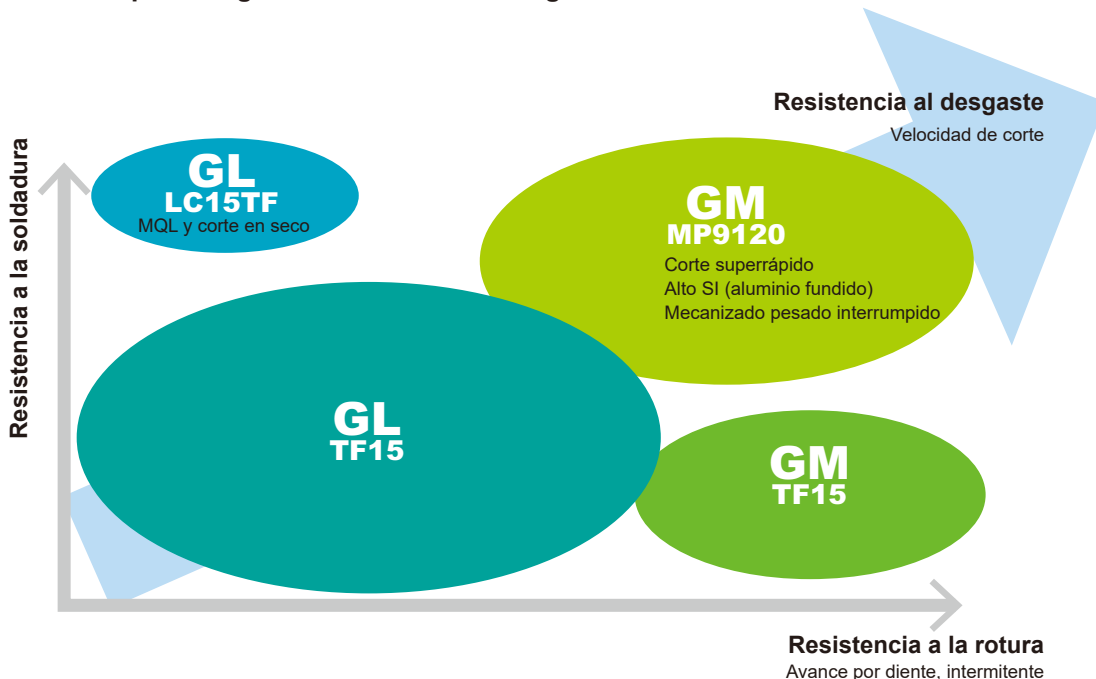 Resistencia al desgaste
Velocidad de corte
Resistencia a la soldadura
GL
LC15TF
MQL y corte en seco
GM
MP9120
Corte superrápido
Alto SI (aluminio fundido)
Mecanizado pesado interrumpido
GL
TF15
GM
TF15
Resistencia a la rotura
Avance por diente, intermitente